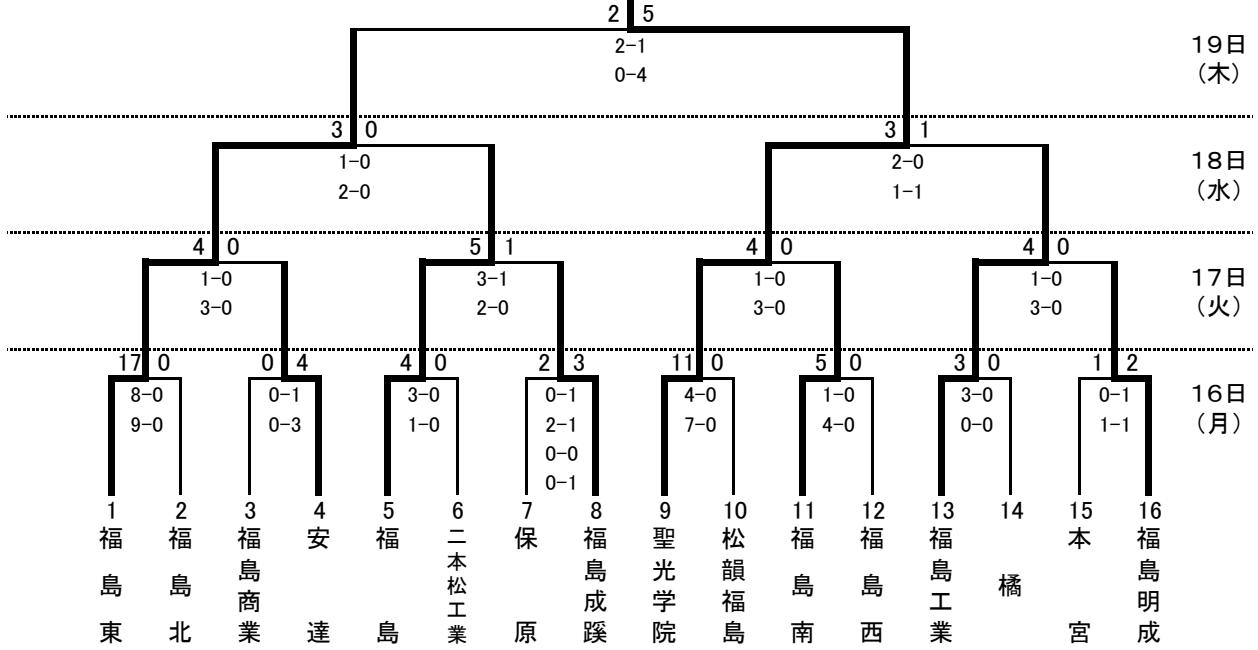 2 5
2-1
0-4
19日
（木）
3 0
3 1
1-0
2-0
2-0
1-1
18日
（水）
4 0
5 1
4 0
4 0
1-0
3-1
1-0
1-0
3-0
2-0
3-0
3-0
17日
（火）
17 0
0 4
4 0
2 3
11 0
5 0
3 0
1 2
8-0
0-1
3-0
0-1
4-0
1-0
3-0
0-1
9-0
0-3
1-0
2-1
7-0
4-0
0-0
1-1
0-0
0-1
16日
（月）
1
2
3
4
5
6
7
8
9
10
11
12
13
14
15
16
福島東
福島北
福島商業
安達
福島
二本松工業
保原
福島成蹊
聖光学院
松韻福島
福島南
福島西
福島工業
橘
本宮
福島明成